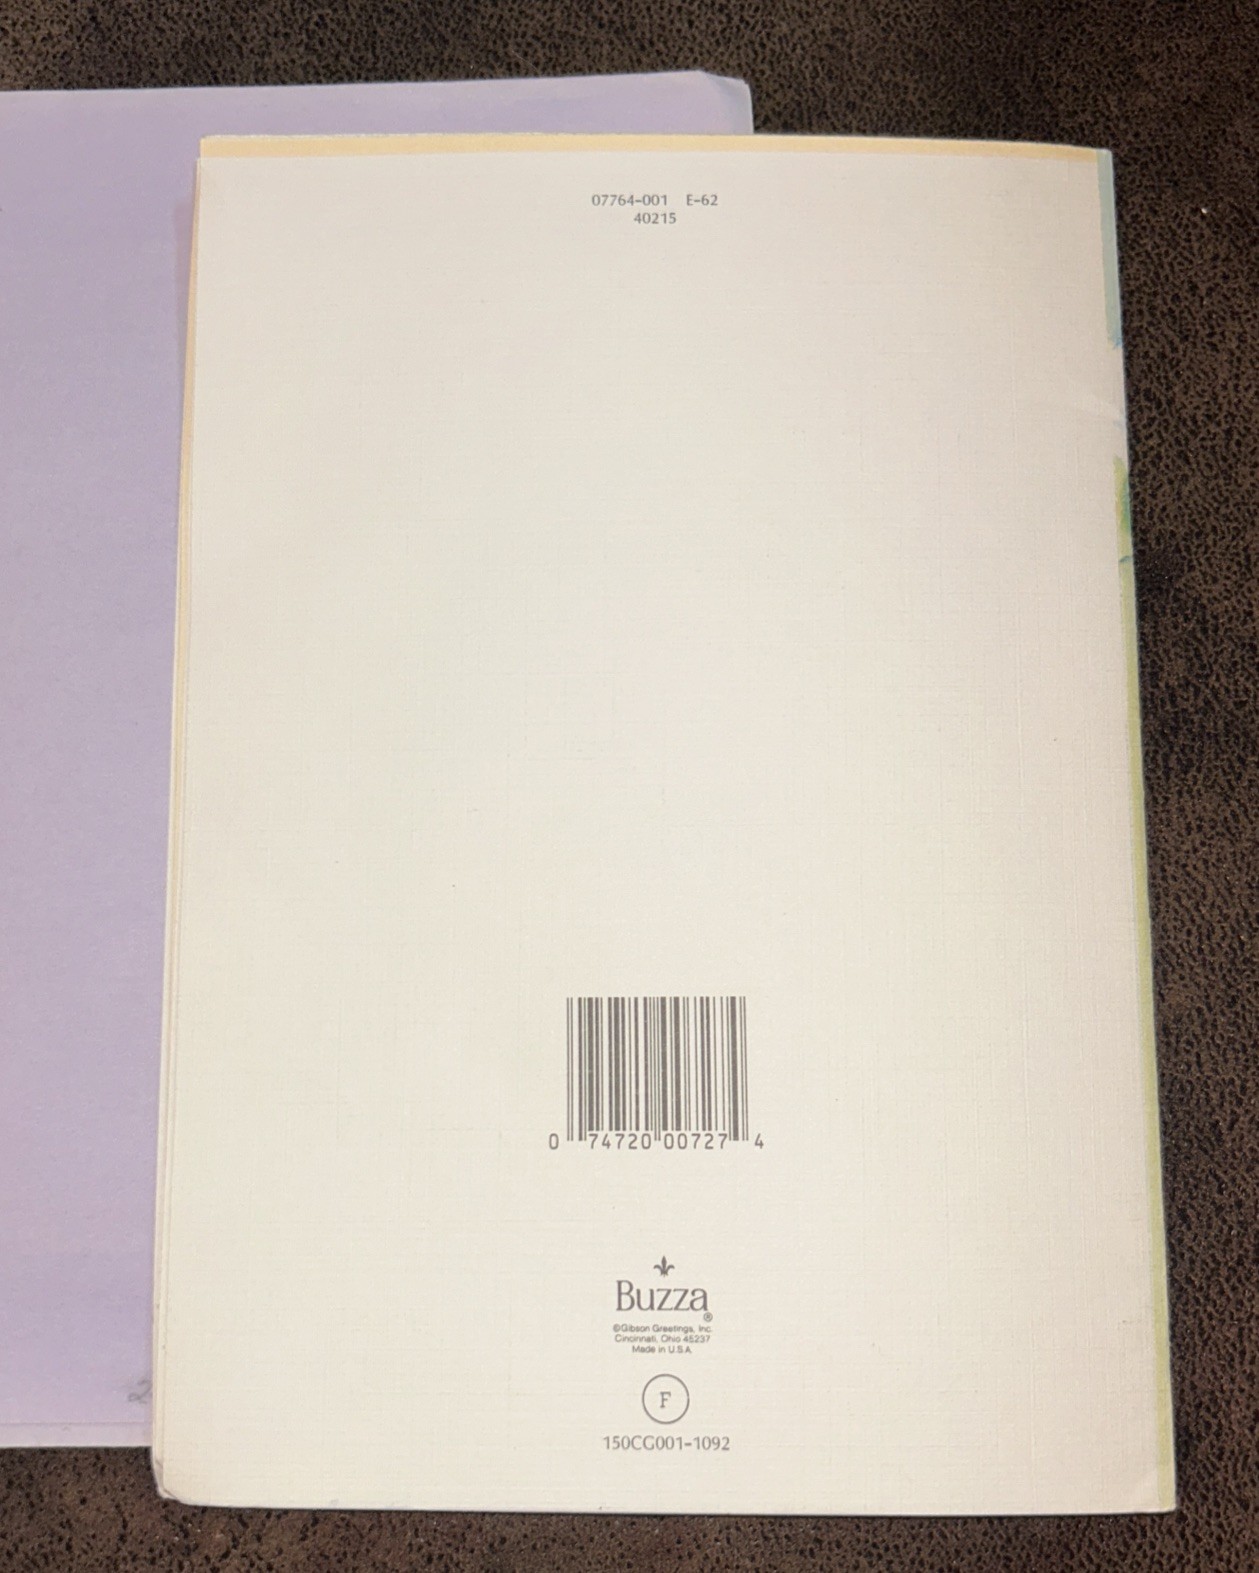 07764-001 E-62
40215
0 74720 00727 4
Buzza®
©Gibson Greetings, Inc.
Cincinnati, Ohio 45237
Made in U.S.A.
F
150CG001-1092